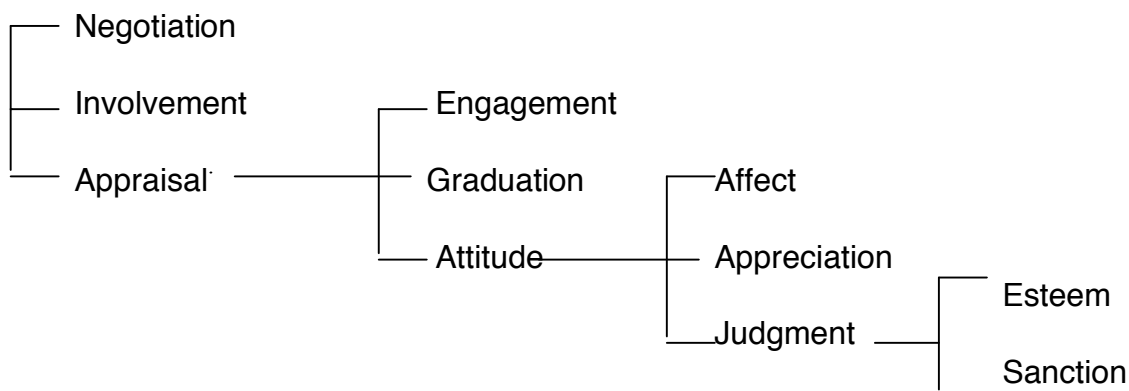 Negotiation
Involvement
Appraisal
Engagement
Graduation
Attitude
Affect
Appreciation
Judgment
Esteem
Sanction